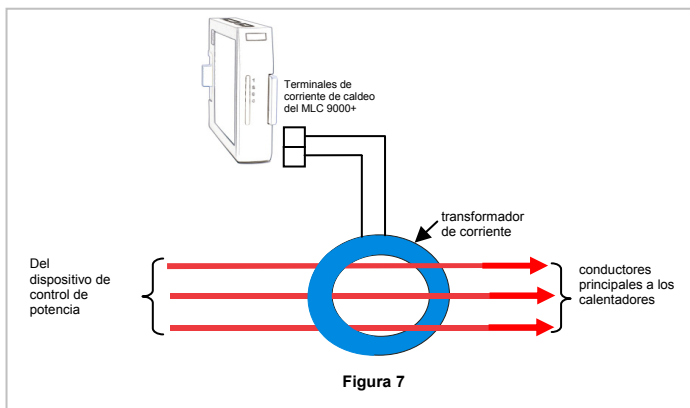 Terminales de
corriente de caldeo
del MLC 9000+
transformador
de corriente
Del
dispositivo de
control de
potencia
conductores
principales a los
calentadores
Figura 7